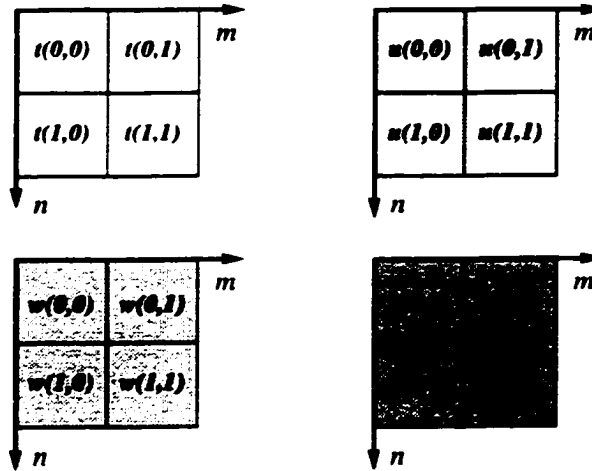 t(0,0) t(0,1) m
t(1,0) t(1,1)
n
u(0,0) u(0,1) m
u(1,0) u(1,1)
n
w(0,0) w(0,1) m
w(1,0) w(1,1)
n
m
n